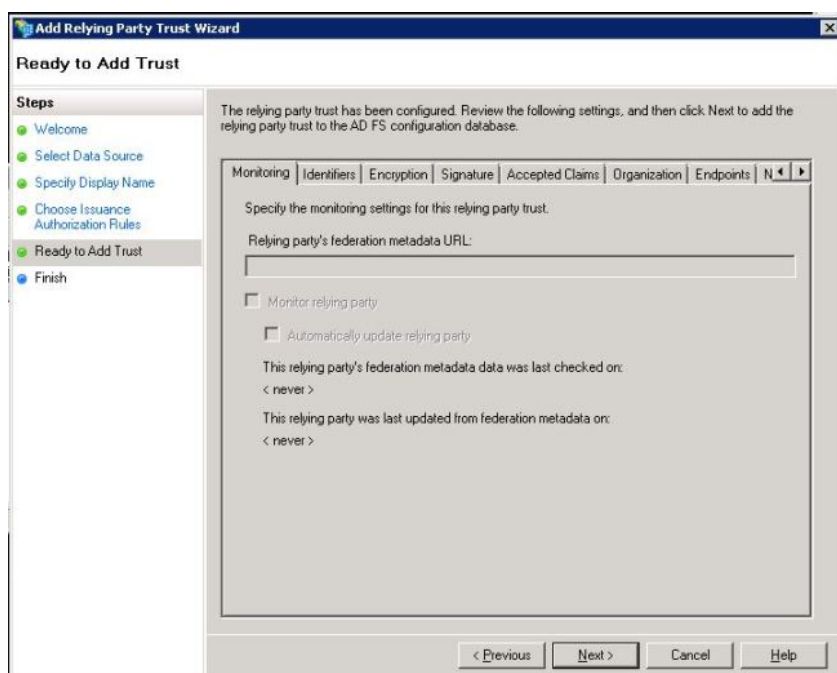 Add Relying Party Trust Wizard
Ready to Add Trust
Steps
Welcome
Select Data Source
Specify Display Name
Choose Issuance
Authorization Rules
Ready to Add Trust
Finish
The relying party trust has been configured. Review the following settings, and then click Next to add the
relying party trust to the AD FS configuration database.
Monitoring Identifiers Encryption Signature Accepted Claims Organization Endpoints N
Specify the monitoring settings for this relying party trust.
Relying party's federation metadata URL:
Monitor relying party
Automatically update relying party
This relying party's federation metadata data was last checked on:
< never >
This relying party was last updated from federation metadata on:
< never >
< Previous Next > Cancel Help